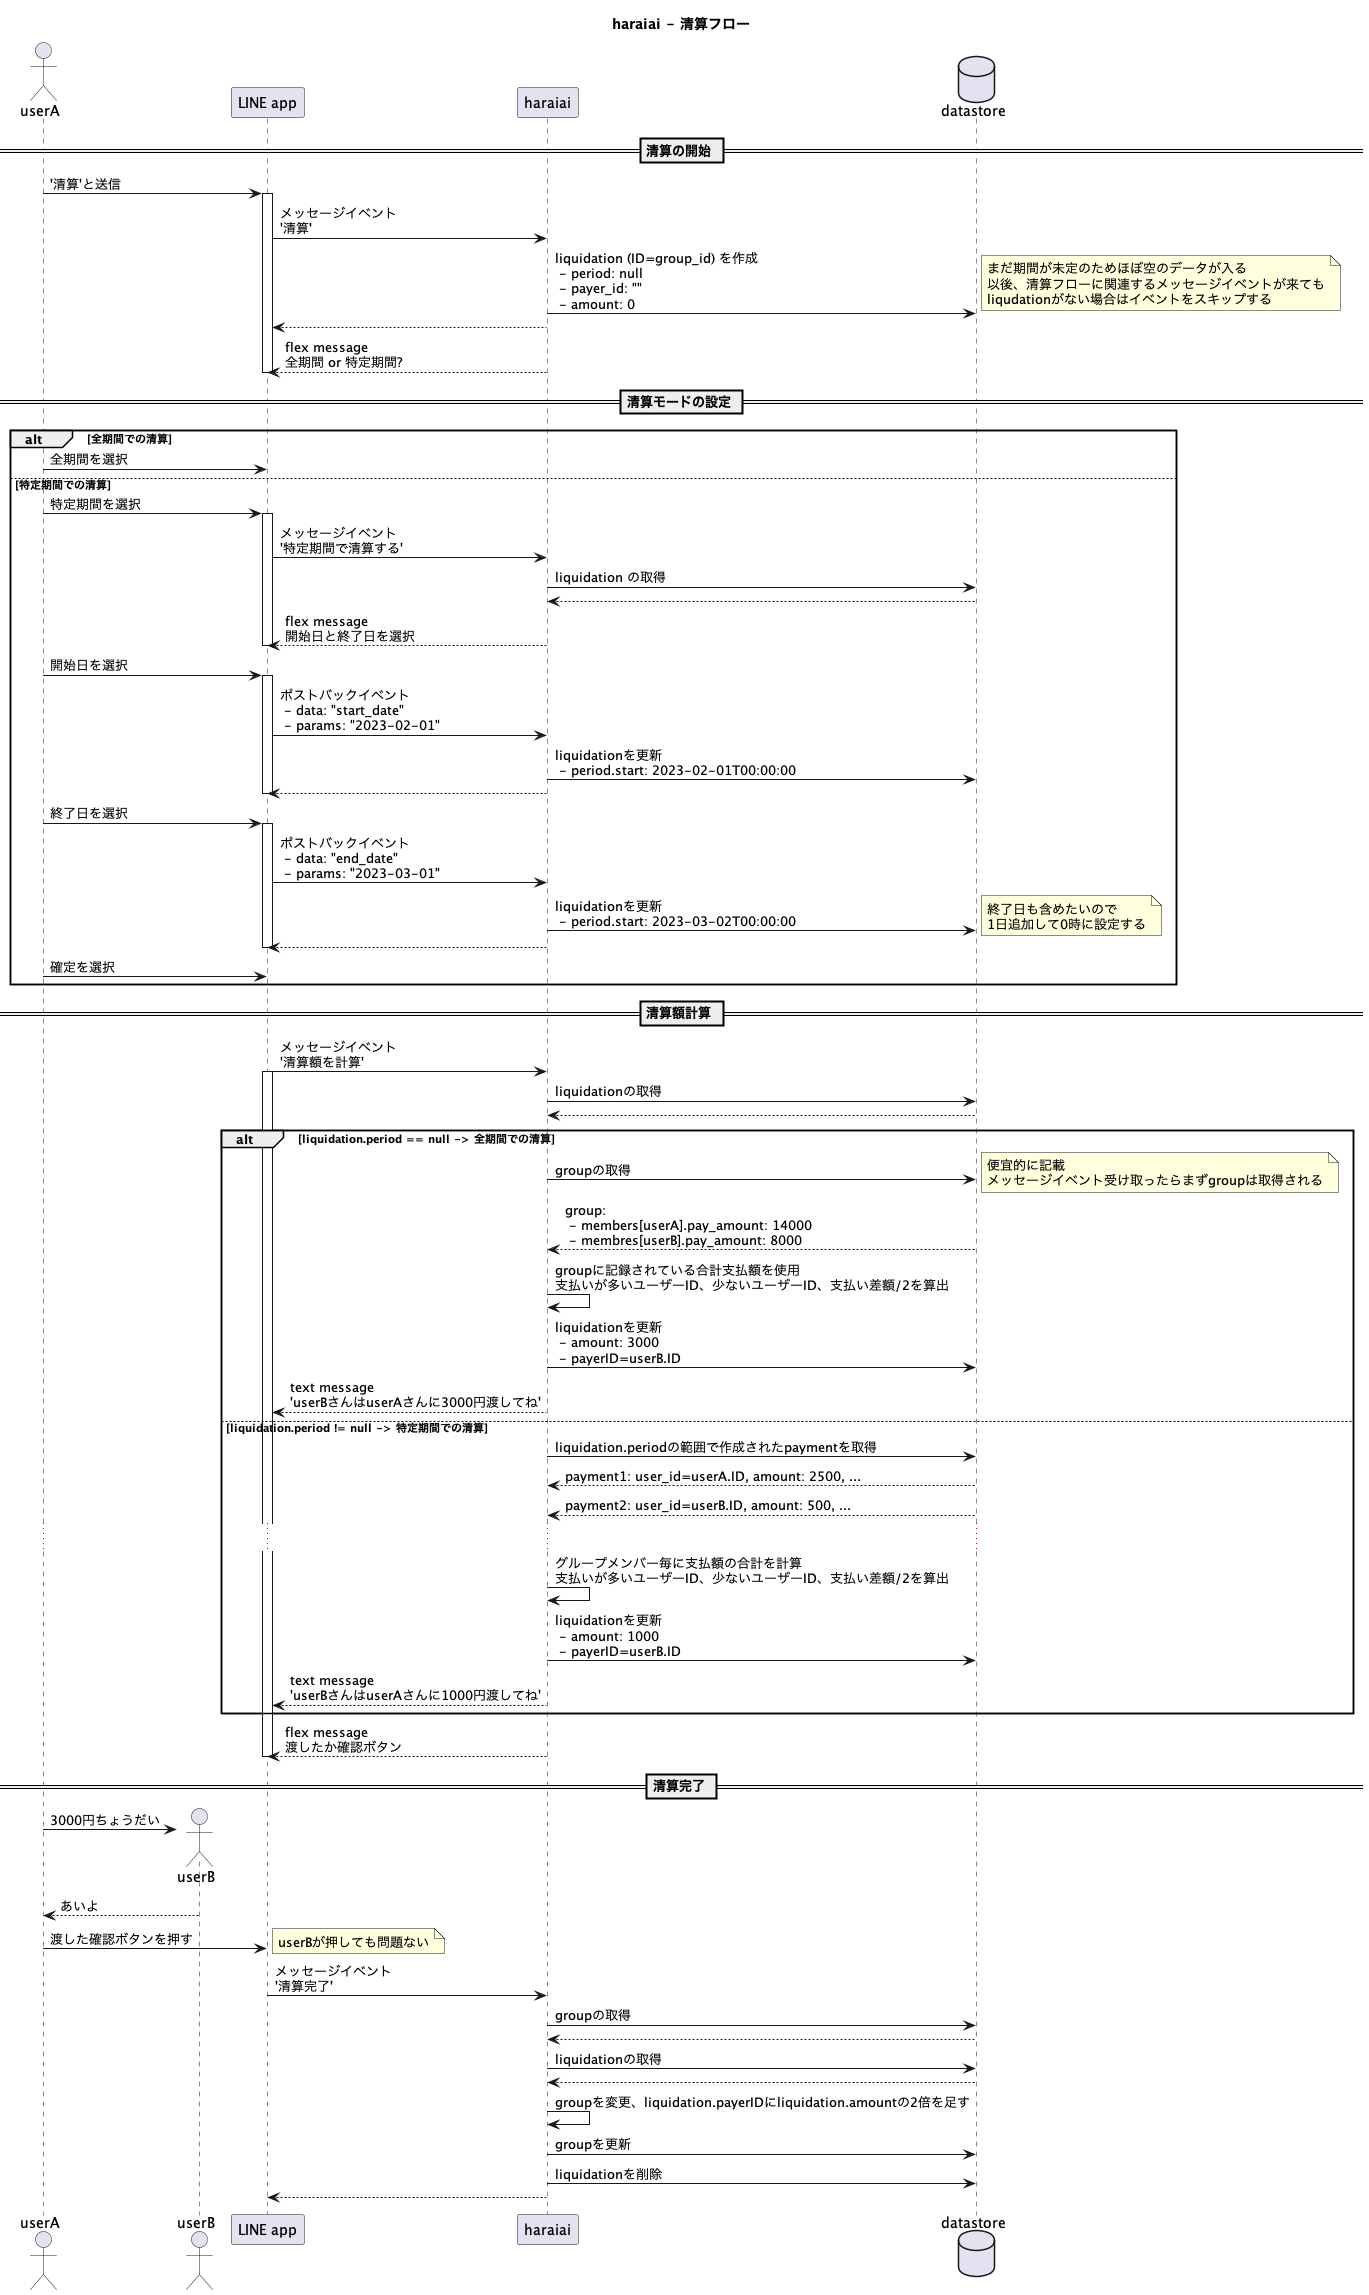 haraiai - 清算フロー
userA
LINE app
haraiai
datastore
清算の開始
'清算'と送信
メッセージイベント
'清算'
liquidation (ID=group_id) を作成
- period: null
- payer_id: ""
- amount: 0
まだ期間が未定のためほぼ空のデータが入る
以後、清算フローに関連するメッセージイベントが来ても
liqudationがない場合はイベントをスキップする
flex message
全期間 or 特定期間?
清算モードの設定
alt
[全期間での清算]
全期間を選択
[特定期間での清算]
特定期間を選択
メッセージイベント
'特定期間で清算する'
liquidation の取得
flex message
開始日と終了日を選択
開始日を選択
ポストバックイベント
- data: "start_date"
- params: "2023-02-01"
liquidationを更新
- period.start: 2023-02-01T00:00:00
終了日を選択
ポストバックイベント
- data: "end_date"
- params: "2023-03-01"
liquidationを更新
- period.start: 2023-03-02T00:00:00
終了日も含めたいので
1日追加して0時に設定する
確定を選択
清算額計算
メッセージイベント
'清算額を計算'
liquidationの取得
alt
[liquidation.period == null -> 全期間での清算]
groupの取得
便宜的に記載
メッセージイベント受け取ったらまずgroupは取得される
group:
- members[userA].pay_amount: 14000
- membres[userB].pay_amount: 8000
groupに記録されている合計支払額を使用
支払いが多いユーザーID、少ないユーザーID、支払い差額/2を算出
liquidationを更新
- amount: 3000
- payerID=userB.ID
text message
'userBさんはuserAさんに3000円渡してね'
[liquidation.period != null -> 特定期間での清算]
liquidation.periodの範囲で作成されたpaymentを取得
payment1: user_id=userA.ID, amount: 2500, ...
payment2: user_id=userB.ID, amount: 500, ...
グループメンバー毎に支払額の合計を計算
支払いが多いユーザーID、少ないユーザーID、支払い差額/2を算出
liquidationを更新
- amount: 1000
- payerID=userB.ID
text message
'userBさんはuserAさんに1000円渡してね'
flex message
渡したか確認ボタン
清算完了
3000円ちょうだい
userB
あいよ
渡した確認ボタンを押す
userBが押しても問題ない
メッセージイベント
'清算完了'
groupの取得
liquidationの取得
groupを変更、liquidation.payerIDにliquidation.amountの2倍を足す
groupを更新
liquidationを削除
userA
userB
LINE app
haraiai
datastore